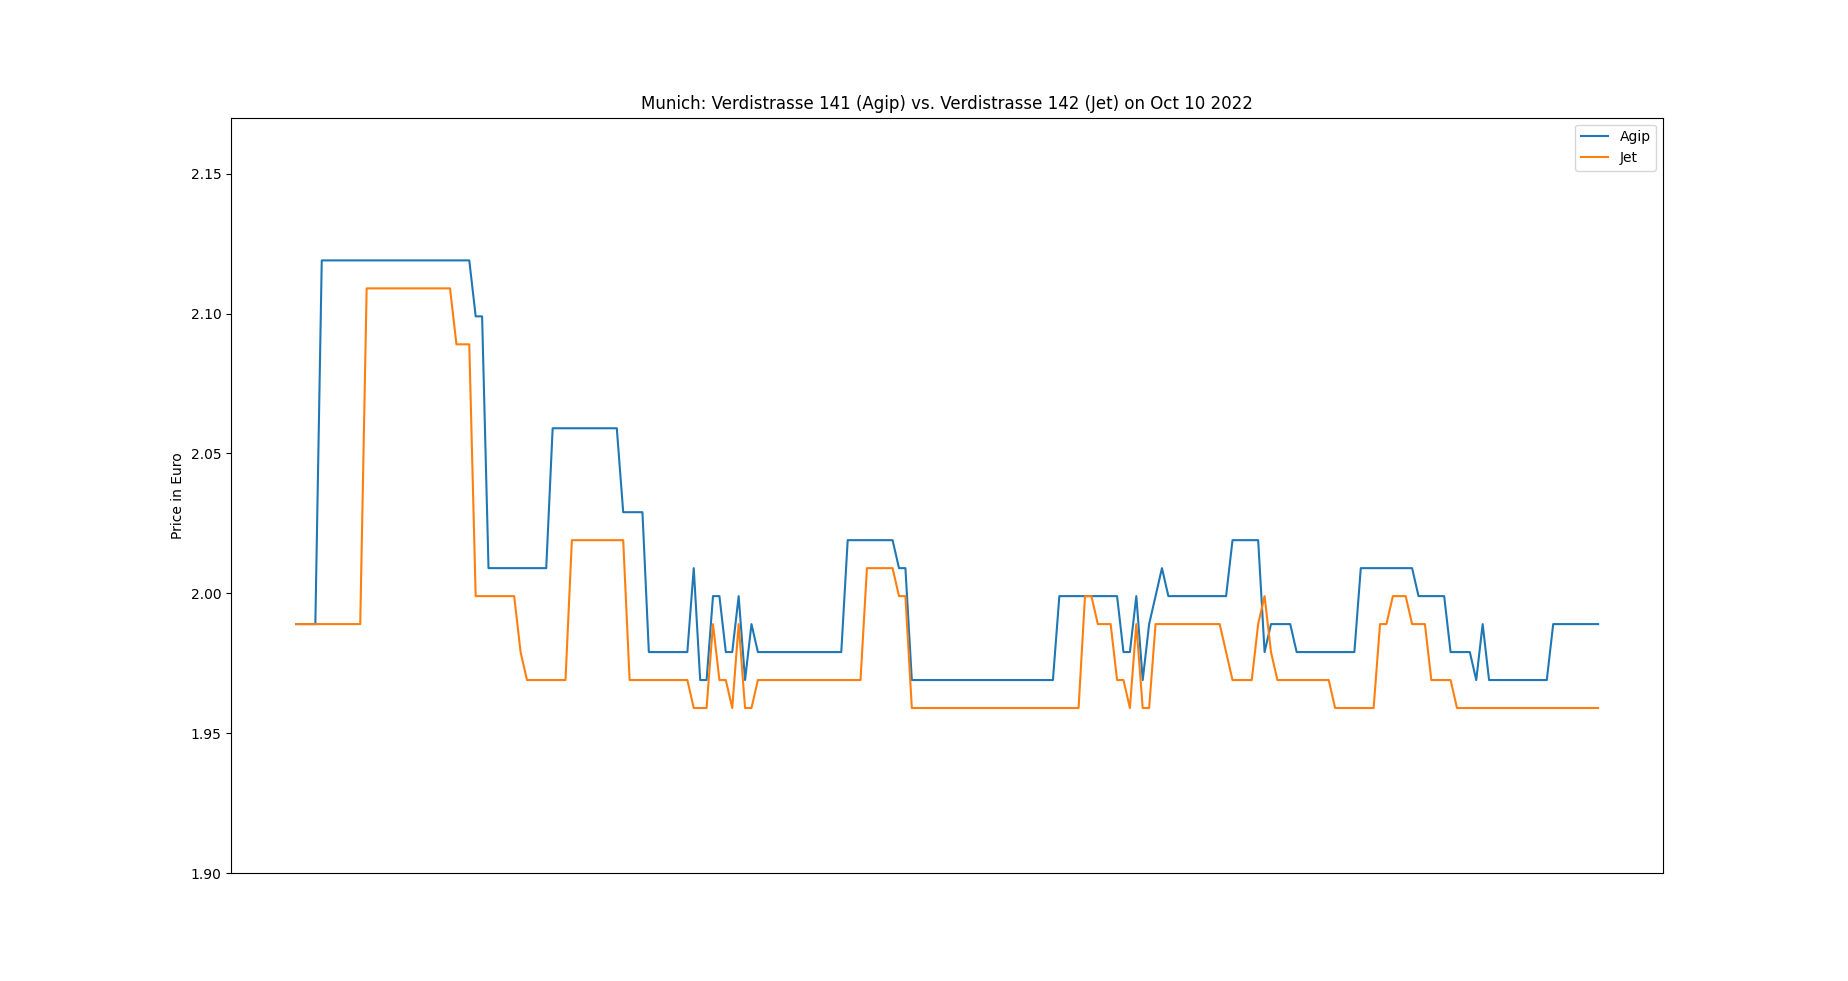 Munich: Verdistrasse 141 (Agip) vs. Verdistrasse 142 (Jet) on Oct 10 2022
Agip
Jet
2.15
2.10
2.05
2.00
1.95
1.90
Price in Euro